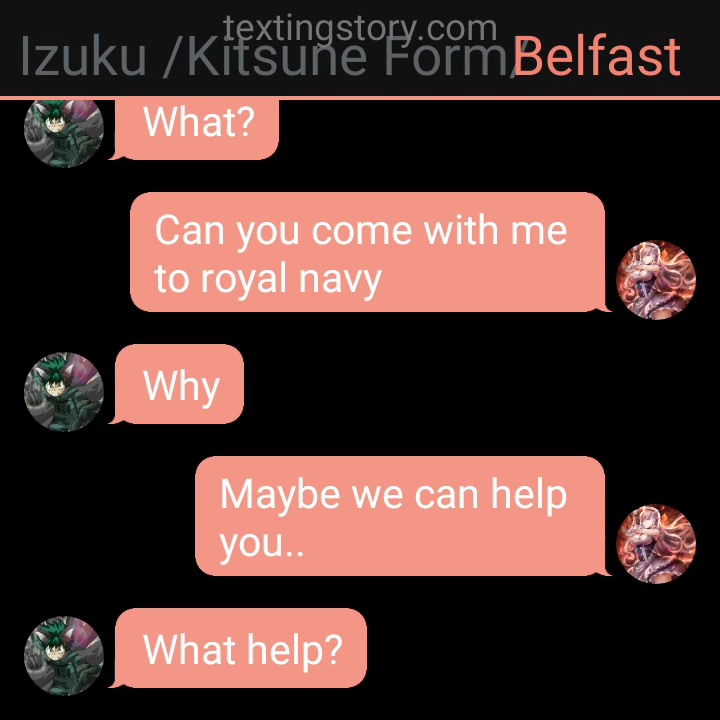 textingstory.com
Izuku /Kitsune Form/Belfast
What?
Can you come with me
to royal navy
Why
Maybe we can help
you..
What help?